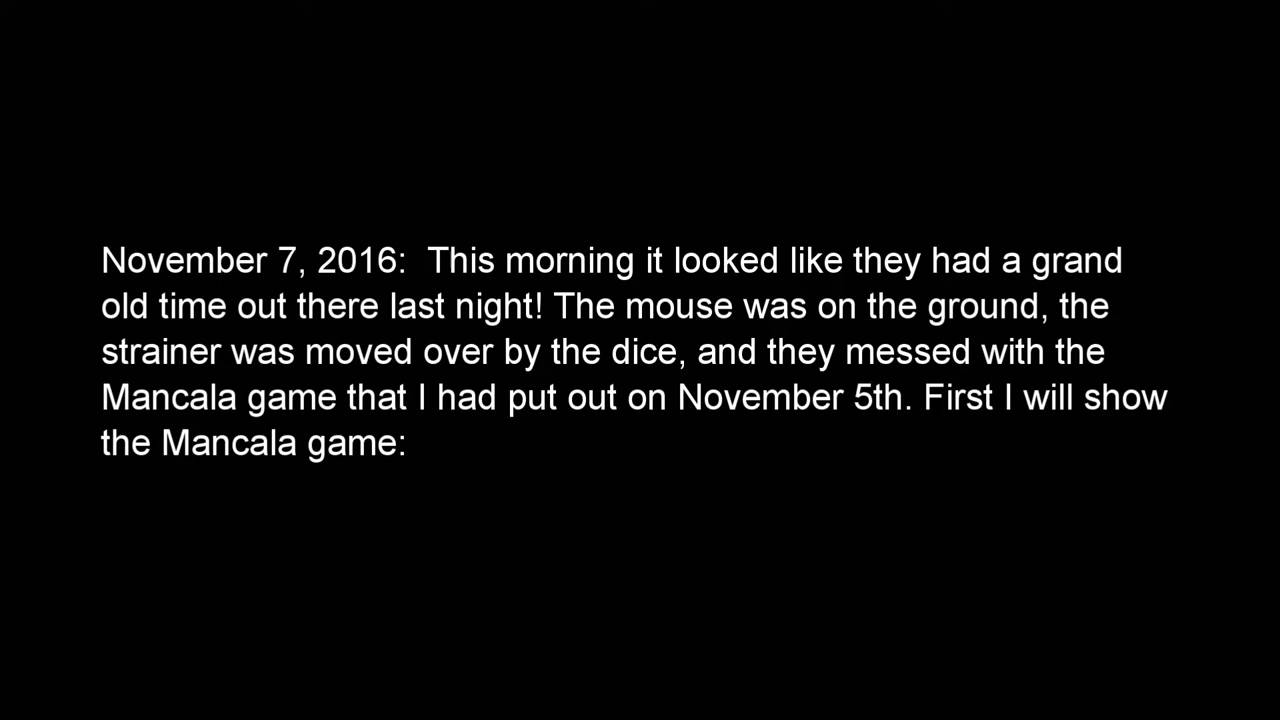 November 7, 2016:  This morning it looked like they had a grand
old time out there last night! The mouse was on the ground, the
strainer was moved over by the dice, and they messed with the
Mancala game that I had put out on November 5th. First I will show
the Mancala game: